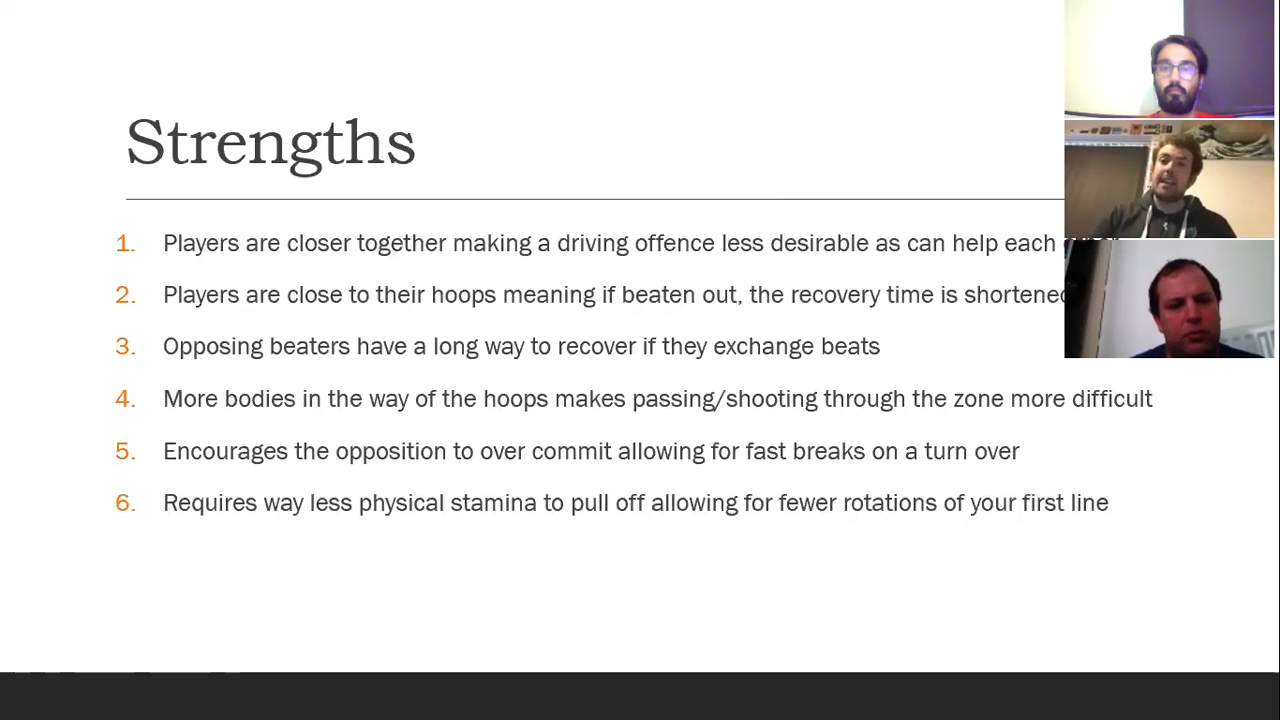 Strengths
1. Players are closer together making a driving offence less desirable as can help each
2. Players are close to their hoops meaning if beaten out, the recovery time is shortened
3. Opposing beaters have a long way to recover if they exchange beats
4. More bodies in the way of the hoops makes passing/shooting through the zone more difficult
5. Encourages the opposition to over commit allowing for fast breaks on a turn over
6. Requires way less physical stamina to pull off allowing for fewer rotations of your first line